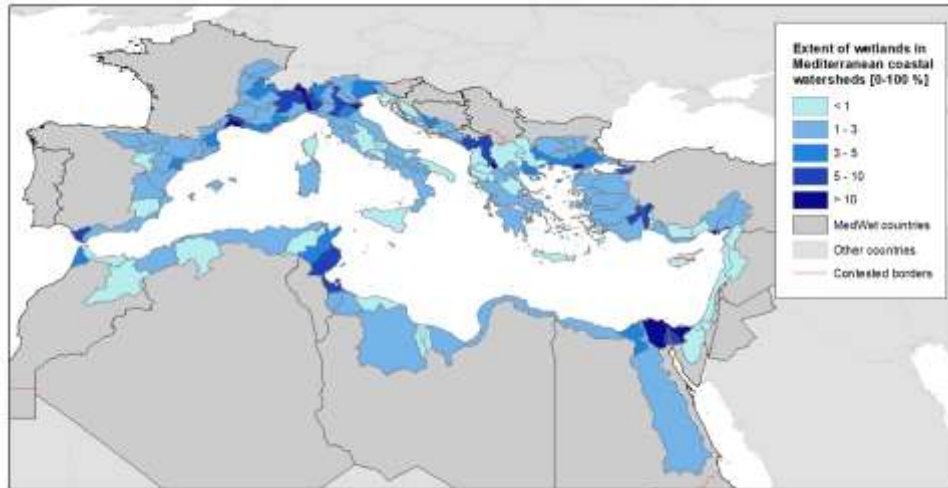 Extent of wetlands in
Mediterranean coastal
watersheds [0-100 %]
< 1
1 - 3
3 - 5
5 - 10
> 10
MedWet countries
Other countries
Contested borders